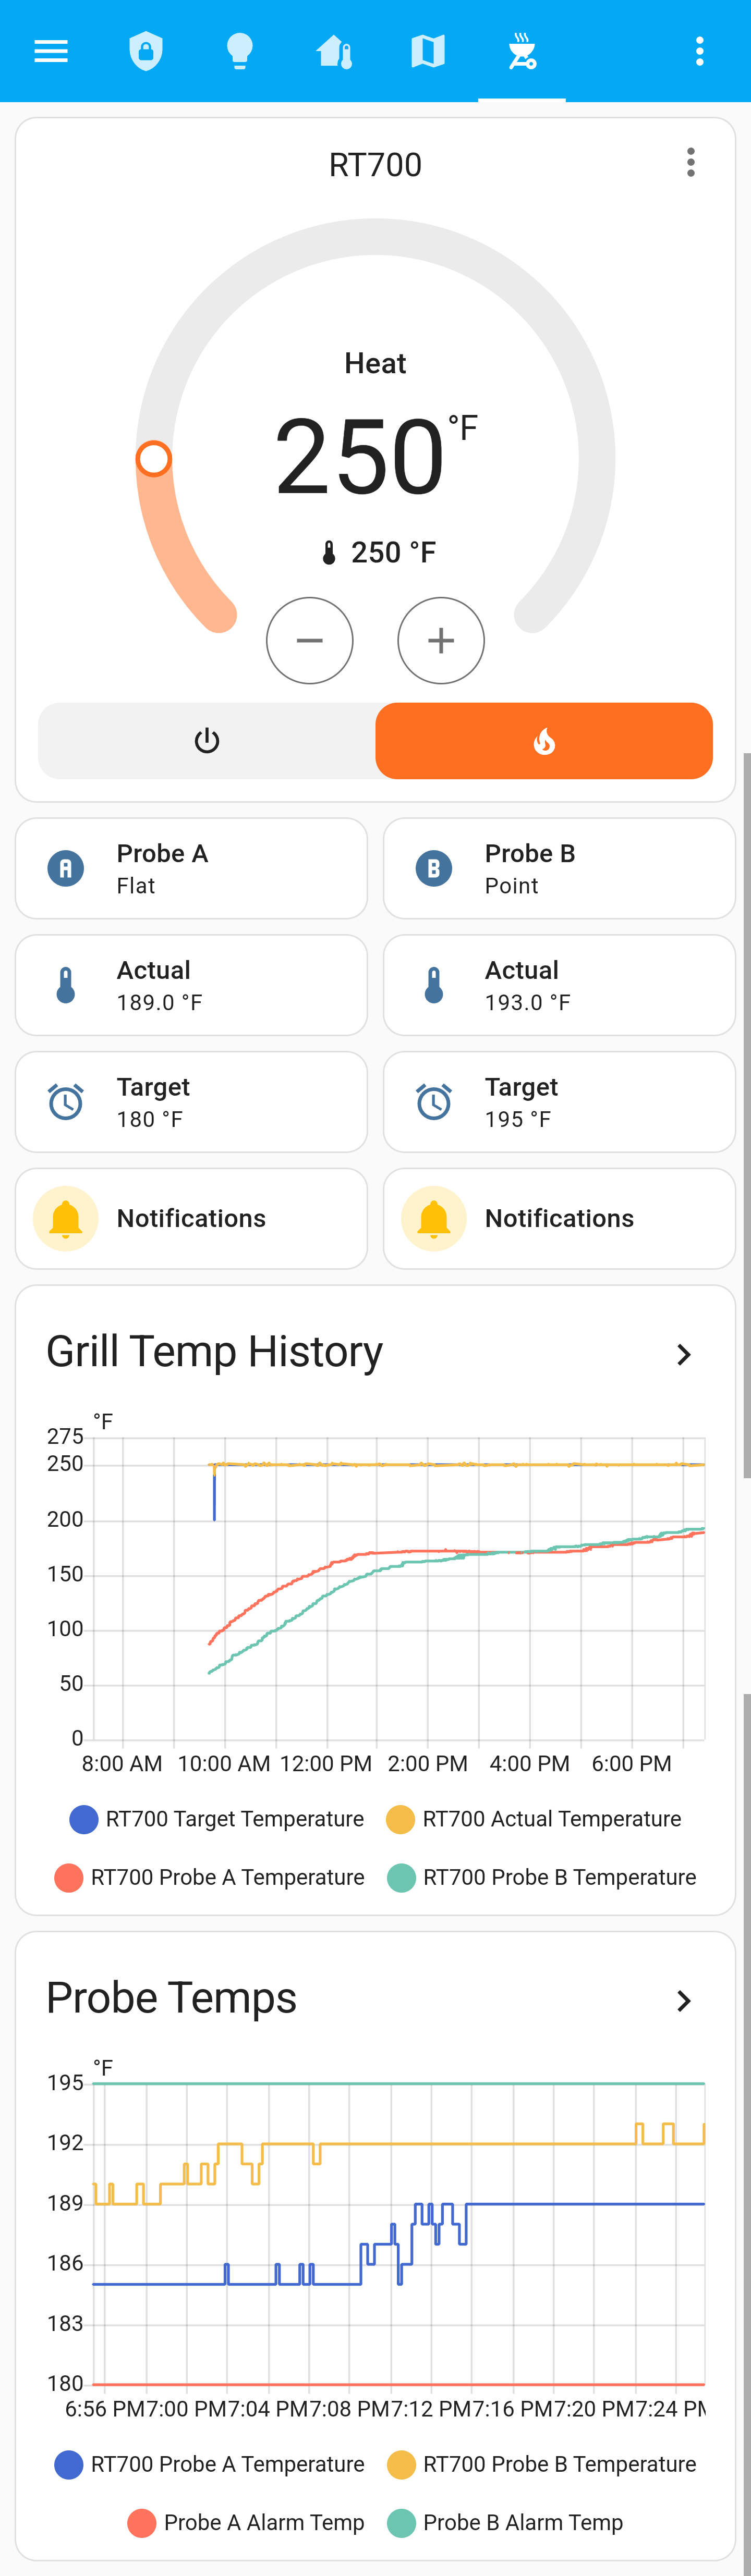 RT700
Heat
250 °F
250 °F
Probe A
Flat
Probe B
Point
Actual
189.0 °F
Actual
193.0 °F
Target
180 °F
Target
195 °F
Notifications
Notifications
Grill Temp History
°F
275
250
200
150
100
50
0
8:00 AM 10:00 AM 12:00 PM 2:00 PM 4:00 PM 6:00 PM
RT700 Target Temperature RT700 Actual Temperature
RT700 Probe A Temperature RT700 Probe B Temperature
Probe Temps
°F
195
192
189
186
183
180
6:56 PM 7:00 PM 7:04 PM 7:08 PM 7:12 PM 7:16 PM 7:20 PM 7:24 PM
RT700 Probe A Temperature RT700 Probe B Temperature
Probe A Alarm Temp Probe B Alarm Temp